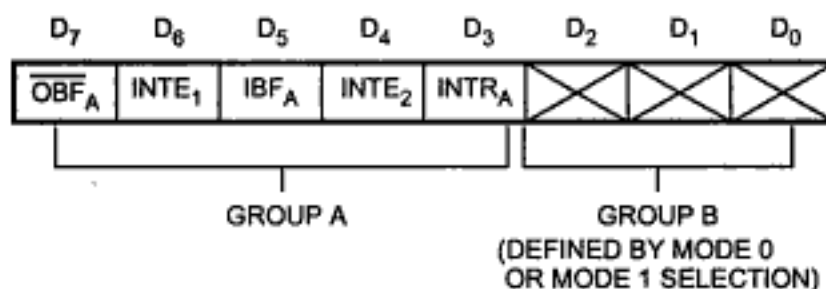 D7 D6 D5 D4 D3 D2 D1 D0
O̅B̅F̅A INTE1 IBFA INTE2 INTRA
GROUP A GROUP B
(DEFINED BY MODE 0
OR MODE 1 SELECTION)